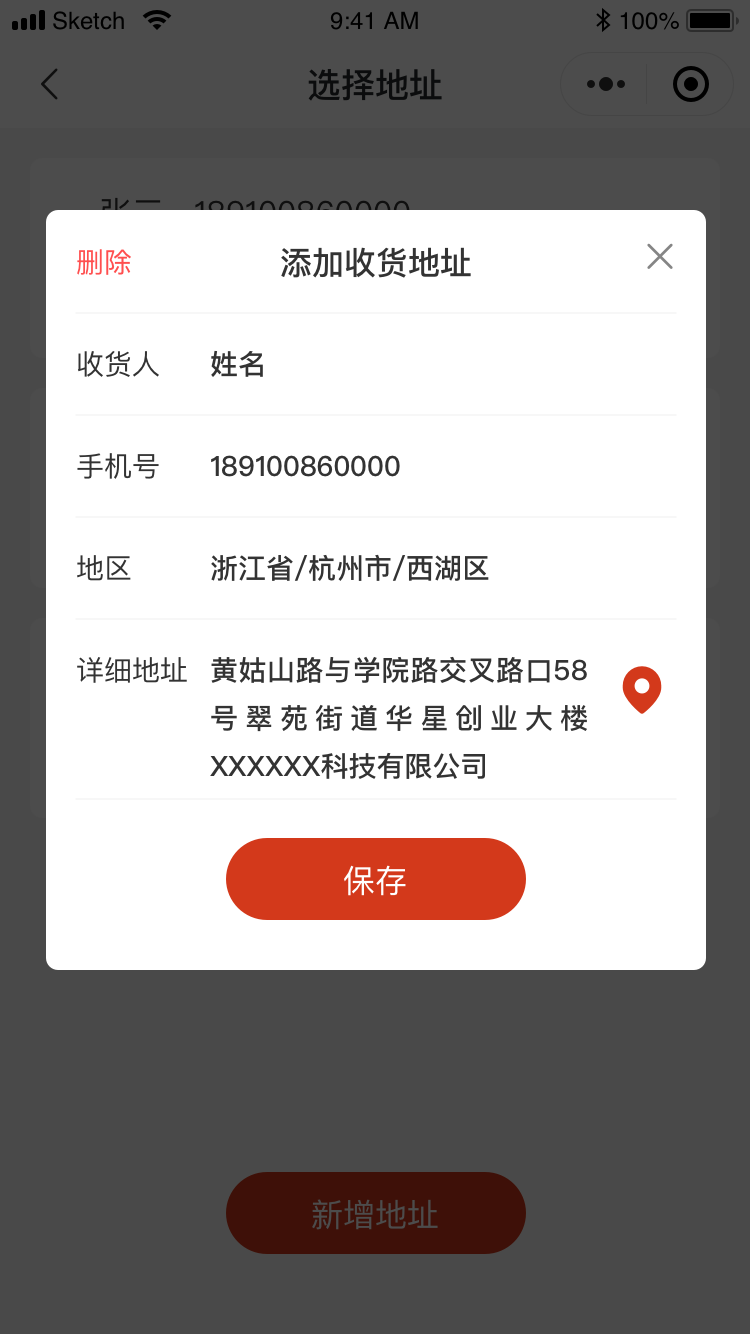 Sketch 9:41 AM 100%
选择地址
189100860000
删除 添加收货地址
收货人 姓名
手机号 189100860000
地区 浙江省/杭州市/西湖区
详细地址 黄姑山路与学院路交叉路口58
号翠苑街道华星创业大楼
XXXXXX科技有限公司
保存
新增地址